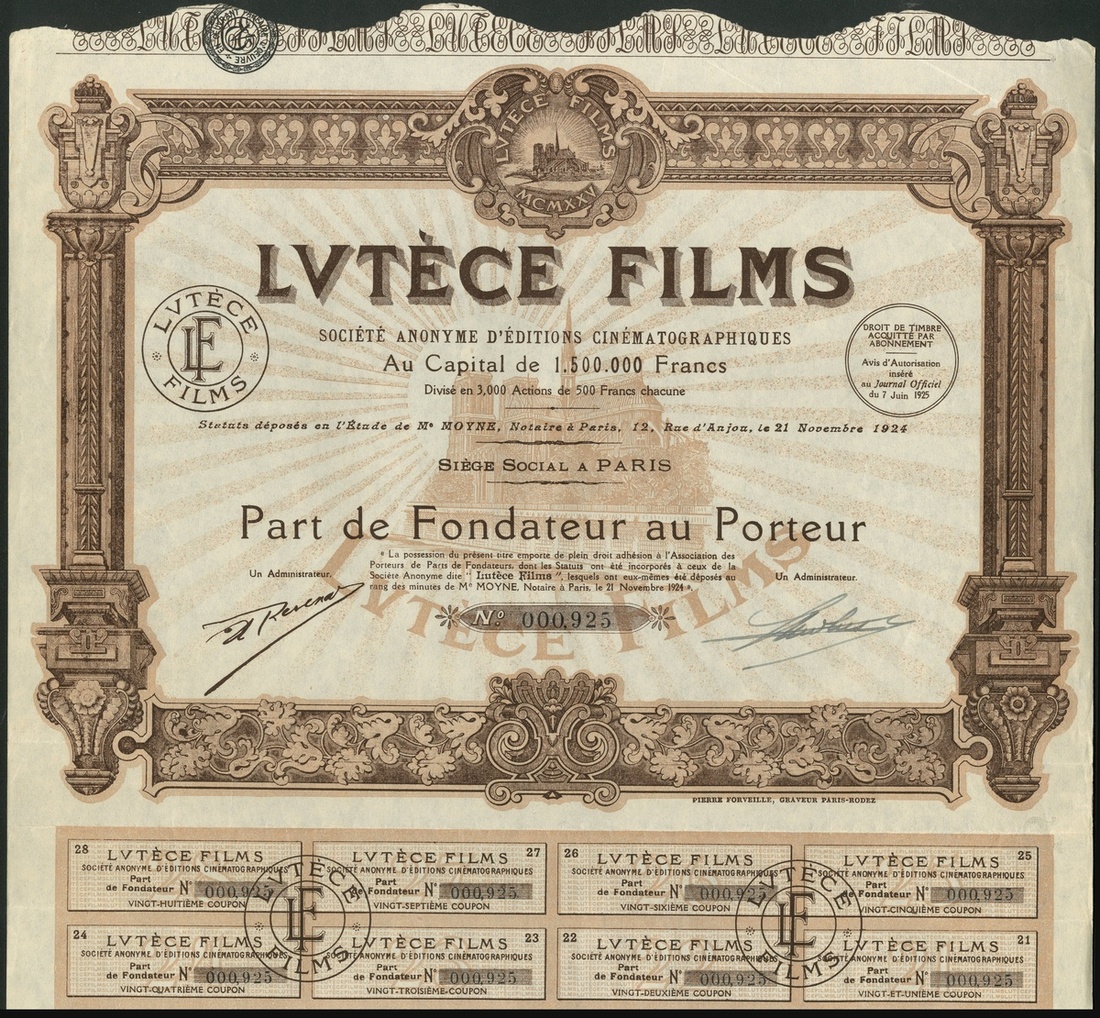 LUTÈCE FILMS LUTÈCE FILMS LUTÈCE FILMS
LVTÈCE FILMS
MCMXXV
LVTÈCE FILMS
LVTÈCE
LF
FILMS
SOCIÉTÉ ANONYME D'ÉDITIONS CINÉMATOGRAPHIQUES
Au Capital de 1.500.000 Francs
Divisé en 3,000 Actions de 500 Francs chacune
DROIT DE TIMBRE
ACQUITTÉ PAR
ABONNEMENT
Avis d'Autorisation
inséré
au Journal Officiel
du 7 Juin 1925
Statuts déposés en l'Étude de Me MOYNE, Notaire à Paris, 12, Rue d'Anjou, le 21 Novembre 1924
SIÈGE SOCIAL A PARIS
Part de Fondateur au Porteur
" La possession du présent titre emporte de plein droit adhésion à l'Association des
Porteurs de Parts de Fondateurs, dont les Statuts ont été incorporés à ceux de la
Société Anonyme dite " Lutèce Films ", lesquels ont eux-mêmes été déposés au
rang des minutes de Me MOYNE, Notaire à Paris, le 21 Novembre 1924 ".
Un Administrateur.
Un Administrateur.
No 000,925
LVTÈCE FILMS
PIERRE FORVEILLE, GRAVEUR PARIS-RODEZ
28
LVTÈCE FILMS
SOCIÉTÉ ANONYME D'ÉDITIONS CINÉMATOGRAPHIQUES
Part
de Fondateur No 000,925
VINGT-HUITIÈME COUPON
27
LVTÈCE FILMS
SOCIÉTÉ ANONYME D'ÉDITIONS CINÉMATOGRAPHIQUES
Part
de Fondateur No 000,925
VINGT-SEPTIÈME COUPON
26
LVTÈCE FILMS
SOCIÉTÉ ANONYME D'ÉDITIONS CINÉMATOGRAPHIQUES
Part
de Fondateur No 000,925
VINGT-SIXIÈME COUPON
25
LVTÈCE FILMS
SOCIÉTÉ ANONYME D'ÉDITIONS CINÉMATOGRAPHIQUES
Part
de Fondateur No 000,925
VINGT-CINQUIÈME COUPON
LVTÈCE
LF
FILMS
LVTÈCE
LF
FILMS
24
LVTÈCE FILMS
SOCIÉTÉ ANONYME D'ÉDITIONS CINÉMATOGRAPHIQUES
Part
de Fondateur No 000,925
VINGT-QUATRIÈME COUPON
23
LVTÈCE FILMS
SOCIÉTÉ ANONYME D'ÉDITIONS CINÉMATOGRAPHIQUES
Part
de Fondateur No 000,925
VINGT-TROISIÈME COUPON
22
LVTÈCE FILMS
SOCIÉTÉ ANONYME D'ÉDITIONS CINÉMATOGRAPHIQUES
Part
de Fondateur No 000,925
VINGT-DEUXIÈME COUPON
21
LVTÈCE FILMS
SOCIÉTÉ ANONYME D'ÉDITIONS CINÉMATOGRAPHIQUES
Part
de Fondateur No 000,925
VINGT-ET-UNIÈME COUPON